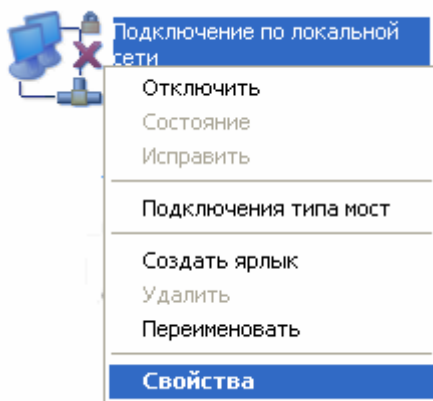 Подключение по локальной
сети
Отключить
Состояние
Исправить
Подключения типа мост
Создать ярлык
Удалить
Переименовать
Свойства